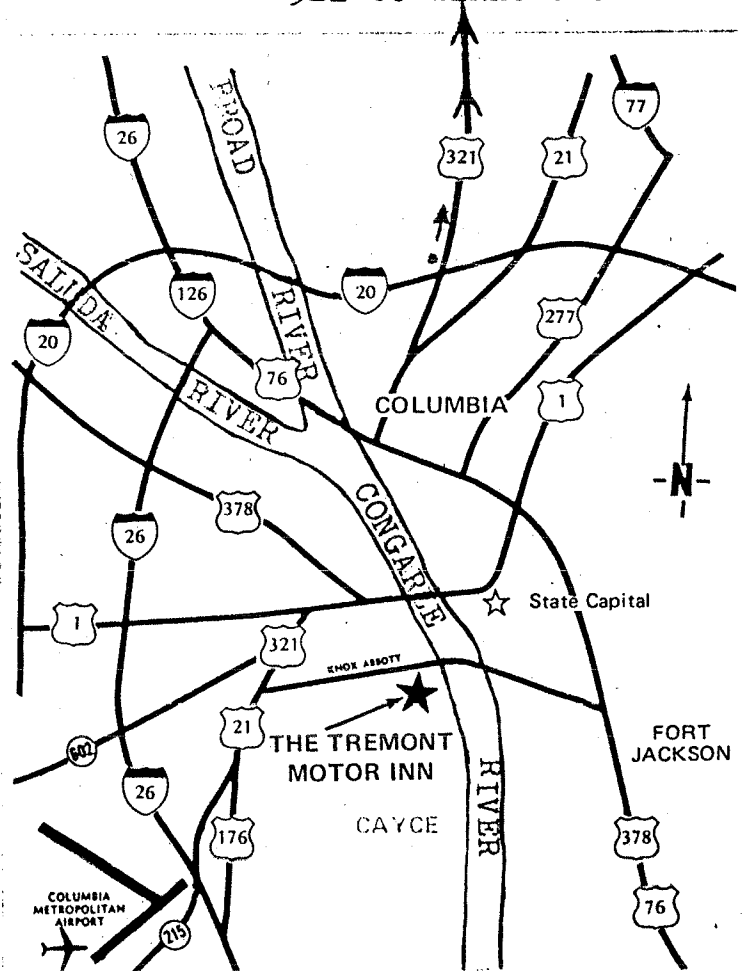 77
26
321
21
BROAD
SALUDA
126
20
277
RIVER
20
76
1
COLUMBIA
RIVER
N
378
26
CONGARLE
State Capital
1
321
KNOX ABBOTT
602
21
THE TREMONT
MOTOR INN
FORT
JACKSON
26
RIVER
CAYCE
176
378
COLUMBIA
METROPOLITAN
AIRPORT
76
215